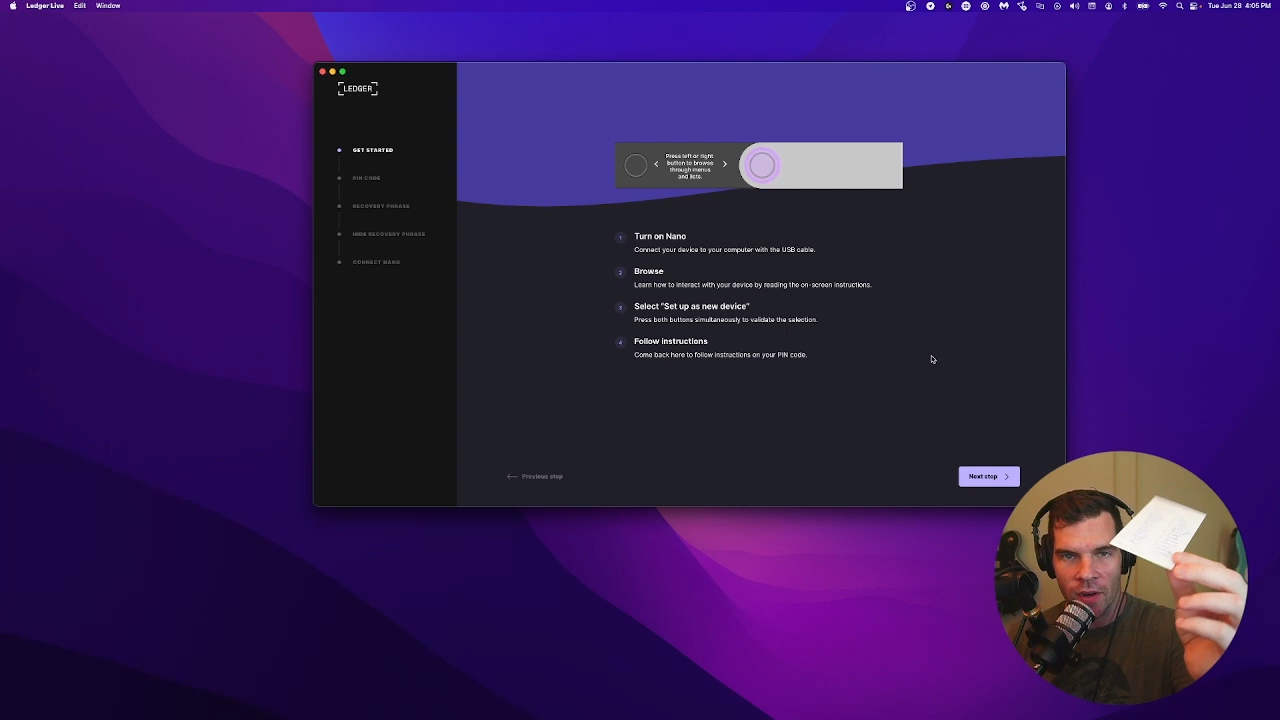 Ledger Live Edit Window
Tue Jun 28 4:05 PM
LEDGER
GET STARTED
PIN CODE
RECOVERY PHRASE
HIDE RECOVERY PHRASE
CONNECT NANO
Press left or right
button to browse
through menus
and lists.
1 Turn on Nano
Connect your device to your computer with the USB cable.
2 Browse
Learn how to interact with your device by reading the on-screen instructions.
3 Select "Set up as new device"
Press both buttons simultaneously to validate the selection.
4 Follow instructions
Come back here to follow instructions on your PIN code.
Previous step
Next step